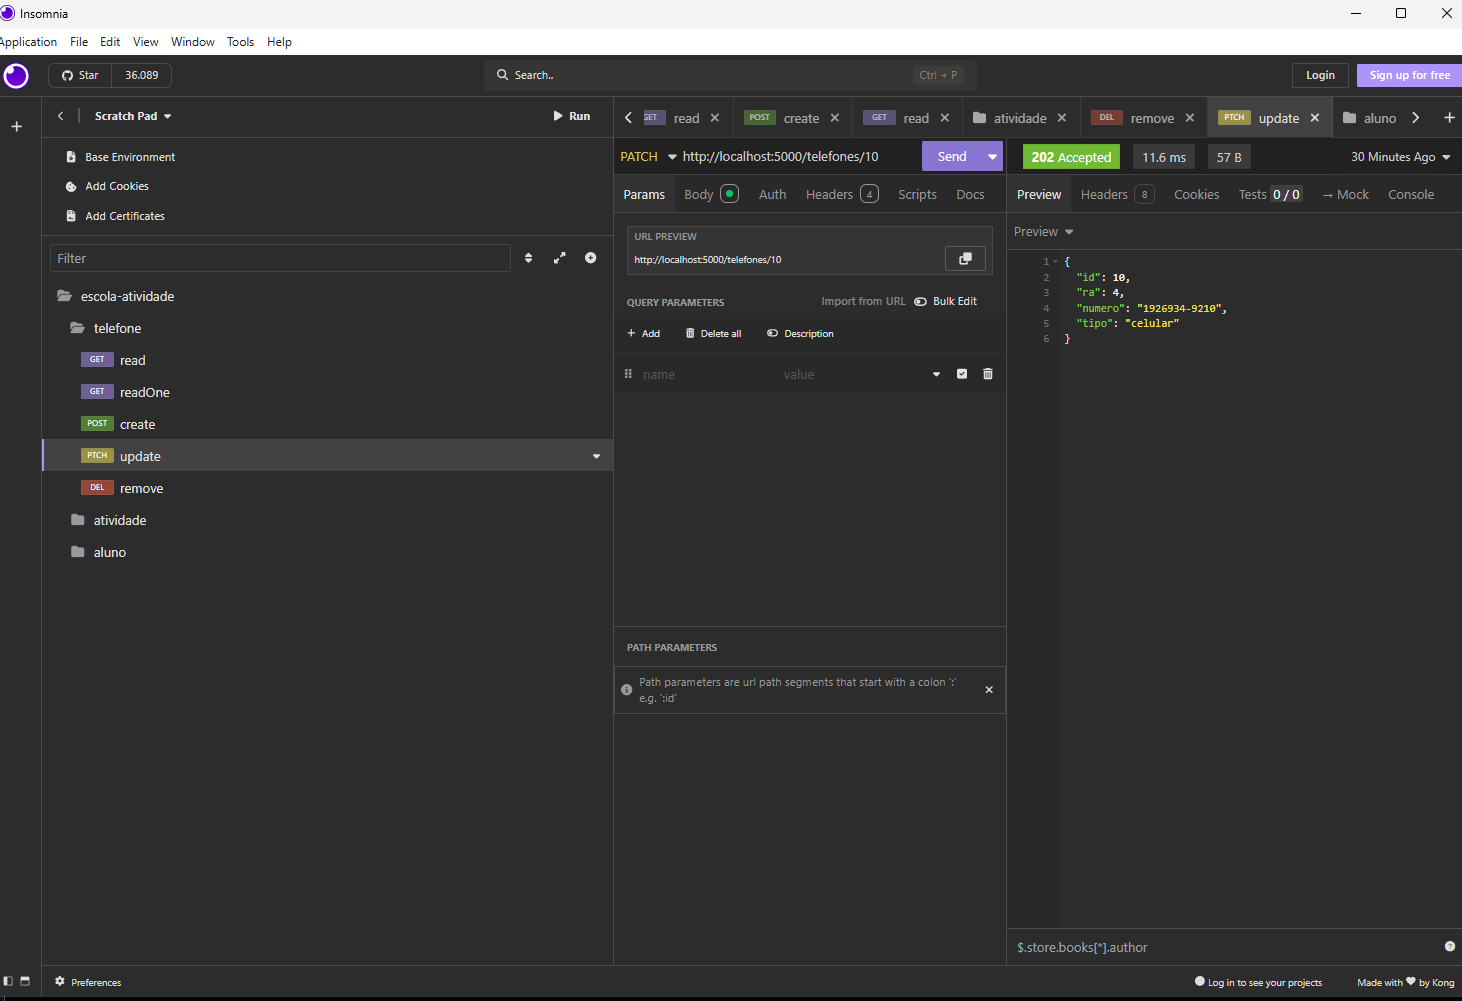 Insomnia
Application File Edit View Window Tools Help
Star 36.089
Search.. Ctrl + P
Login Sign up for free
Scratch Pad Run
Base Environment
Add Cookies
Add Certificates
Filter
escola-atividade
telefone
GET read
GET readOne
POST create
PTCH update
DEL remove
atividade
aluno
GET read POST create GET read atividade DEL remove PTCH update aluno
PATCH http://localhost:5000/telefones/10 Send
Params Body Auth Headers 4 Scripts Docs
URL PREVIEW
http://localhost:5000/telefones/10
QUERY PARAMETERS Import from URL Bulk Edit
Add Delete all Description
name value
PATH PARAMETERS
Path parameters are url path segments that start with a colon ':'
e.g. ':id'
202 Accepted 11.6 ms 57 B 30 Minutes Ago
Preview Headers 8 Cookies Tests 0 / 0 → Mock Console
Preview
1 {
2 "id": 10,
3 "ra": 4,
4 "numero": "1926934-9210",
5 "tipo": "celular"
6 }
$.store.books[*].author
Preferences
Log in to see your projects Made with ♥ by Kong